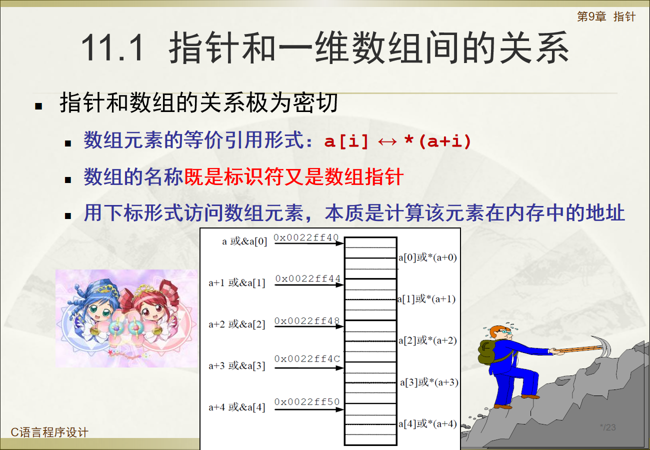 第9章 指针
11.1 指针和一维数组间的关系
指针和数组的关系极为密切
数组元素的等价引用形式：a[i] ↔ *(a+i)
数组的名称既是标识符又是数组指针
用下标形式访问数组元素，本质是计算该元素在内存中的地址
a 或&a[0] 0x0022ff40
a[0]或*(a+0)
a+1 或&a[1] 0x0022ff44
a[1]或*(a+1)
a+2 或&a[2] 0x0022ff48
a[2]或*(a+2)
a+3 或&a[3] 0x0022ff4C
a[3]或*(a+3)
a+4 或&a[4] 0x0022ff50
a[4]或*(a+4)
C语言程序设计
*/23